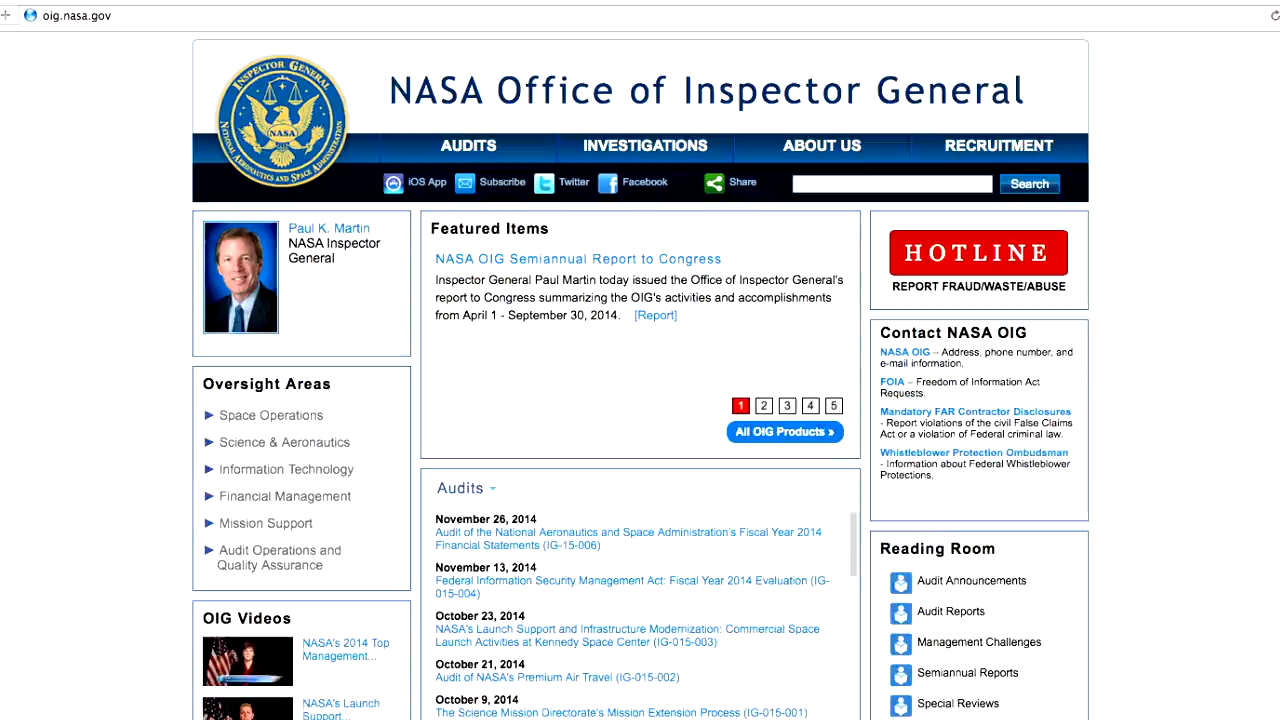 oig.nasa.gov
INSPECTOR GENERAL
NASA
NATIONAL AERONAUTICS AND SPACE ADMINISTRATION
NASA Office of Inspector General
AUDITS
INVESTIGATIONS
ABOUT US
RECRUITMENT
iOS App
Subscribe
Twitter
Facebook
Share
Search
Paul K. Martin
NASA Inspector
General
Oversight Areas
Space Operations
Science & Aeronautics
Information Technology
Financial Management
Mission Support
Audit Operations and
Quality Assurance
OIG Videos
NASA's 2014 Top
Management...
NASA's Launch
Support...
Featured Items
NASA OIG Semiannual Report to Congress
Inspector General Paul Martin today issued the Office of Inspector General's
report to Congress summarizing the OIG's activities and accomplishments
from April 1 - September 30, 2014. [Report]
1 2 3 4 5
All OIG Products »
Audits
November 26, 2014
Audit of the National Aeronautics and Space Administration's Fiscal Year 2014
Financial Statements (IG-15-006)
November 13, 2014
Federal Information Security Management Act: Fiscal Year 2014 Evaluation (IG-
015-004)
October 23, 2014
NASA's Launch Support and Infrastructure Modernization: Commercial Space
Launch Activities at Kennedy Space Center (IG-015-003)
October 21, 2014
Audit of NASA's Premium Air Travel (IG-015-002)
October 9, 2014
The Science Mission Directorate's Mission Extension Process (IG-015-001)
HOTLINE
REPORT FRAUD/WASTE/ABUSE
Contact NASA OIG
NASA OIG -- Address, phone number, and
e-mail information.
FOIA – Freedom of Information Act
Requests.
Mandatory FAR Contractor Disclosures
- Report violations of the civil False Claims
Act or a violation of Federal criminal law.
Whistleblower Protection Ombudsman
- Information about Federal Whistleblower
Protections.
Reading Room
Audit Announcements
Audit Reports
Management Challenges
Semiannual Reports
Special Reviews